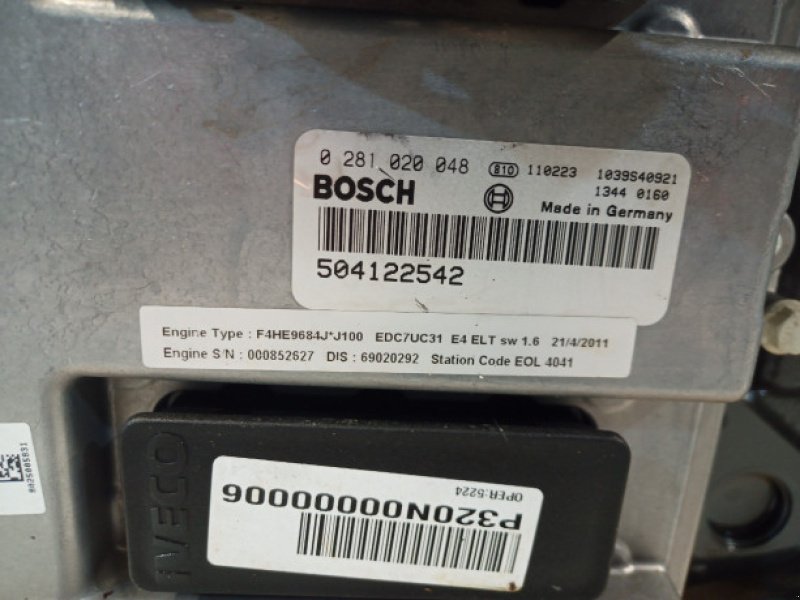 0 281 020 048 810 110223 1039S40921
1344 0160
BOSCH
Made in Germany
504122542
Engine Type : F4HE9684J*J100 EDC7UC31 E4 ELT sw 1.6 21/4/2011
Engine S/N : 000852627 DIS : 69020292 Station Code EOL 4041
IVECO
OPER:5224
P320N00000006